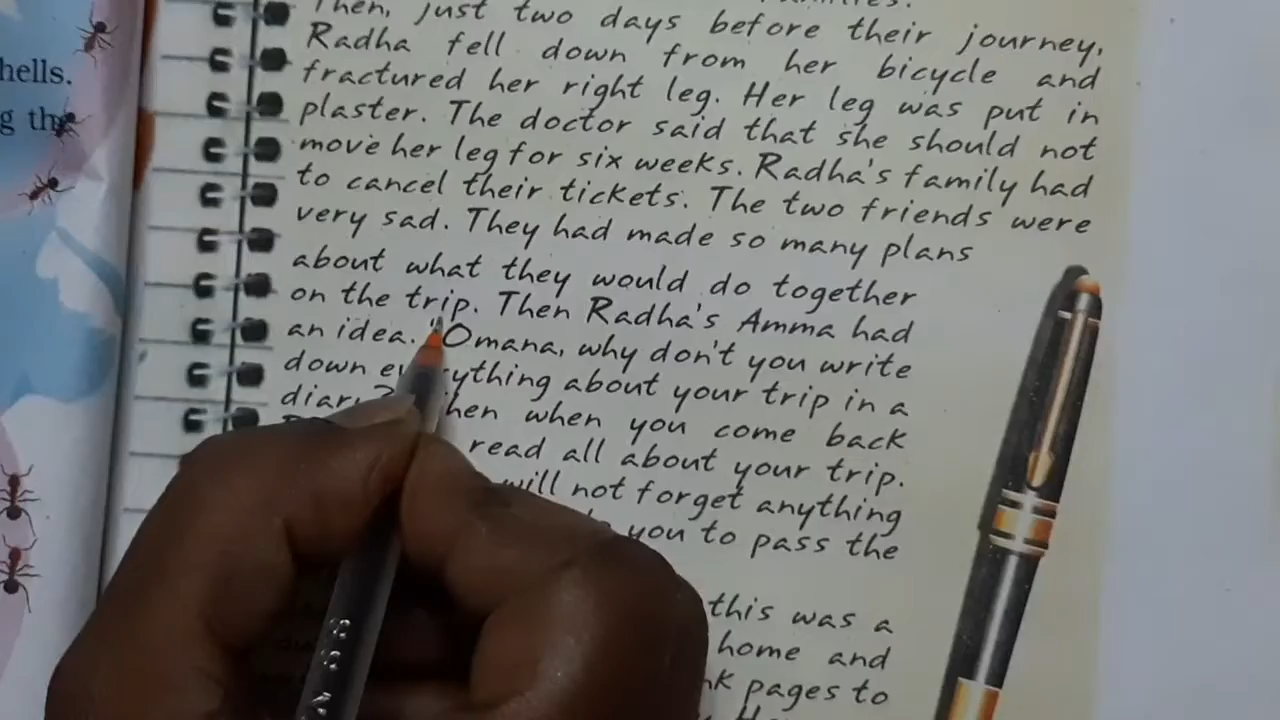 Then, just two days before their journey,
Radha fell down from her bicycle and
fractured her right leg. Her leg was put in
plaster. The doctor said that she should not
move her leg for six weeks. Radha's family had
to cancel their tickets. The two friends were
very sad. They had made so many plans
about what they would do together
on the trip. Then Radha's Amma had
an idea. "Omana, why don't you write
down everything about your trip in a
diary? Then when you come back
read all about your trip.
will not forget anything
you to pass the
this was a
home and
pages to
hells.
g the